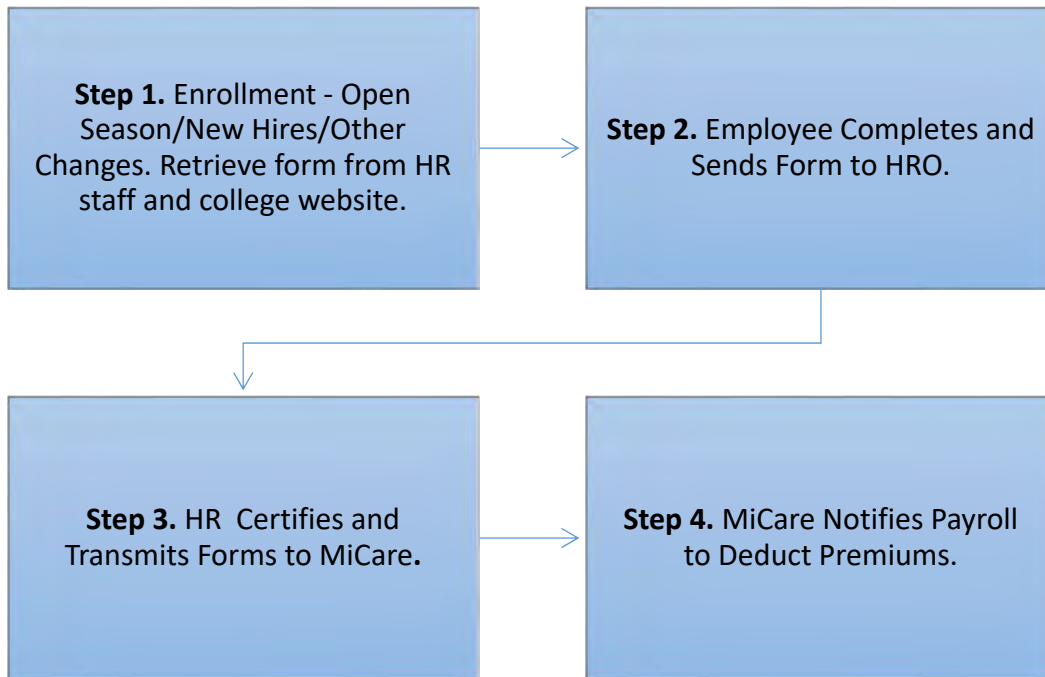 Step 1. Enrollment - Open
Season/New Hires/Other
Changes. Retrieve form from HR
staff and college website.
Step 2. Employee Completes and
Sends Form to HRO.
Step 3. HR  Certifies and
Transmits Forms to MiCare.
Step 4. MiCare Notifies Payroll
to Deduct Premiums.